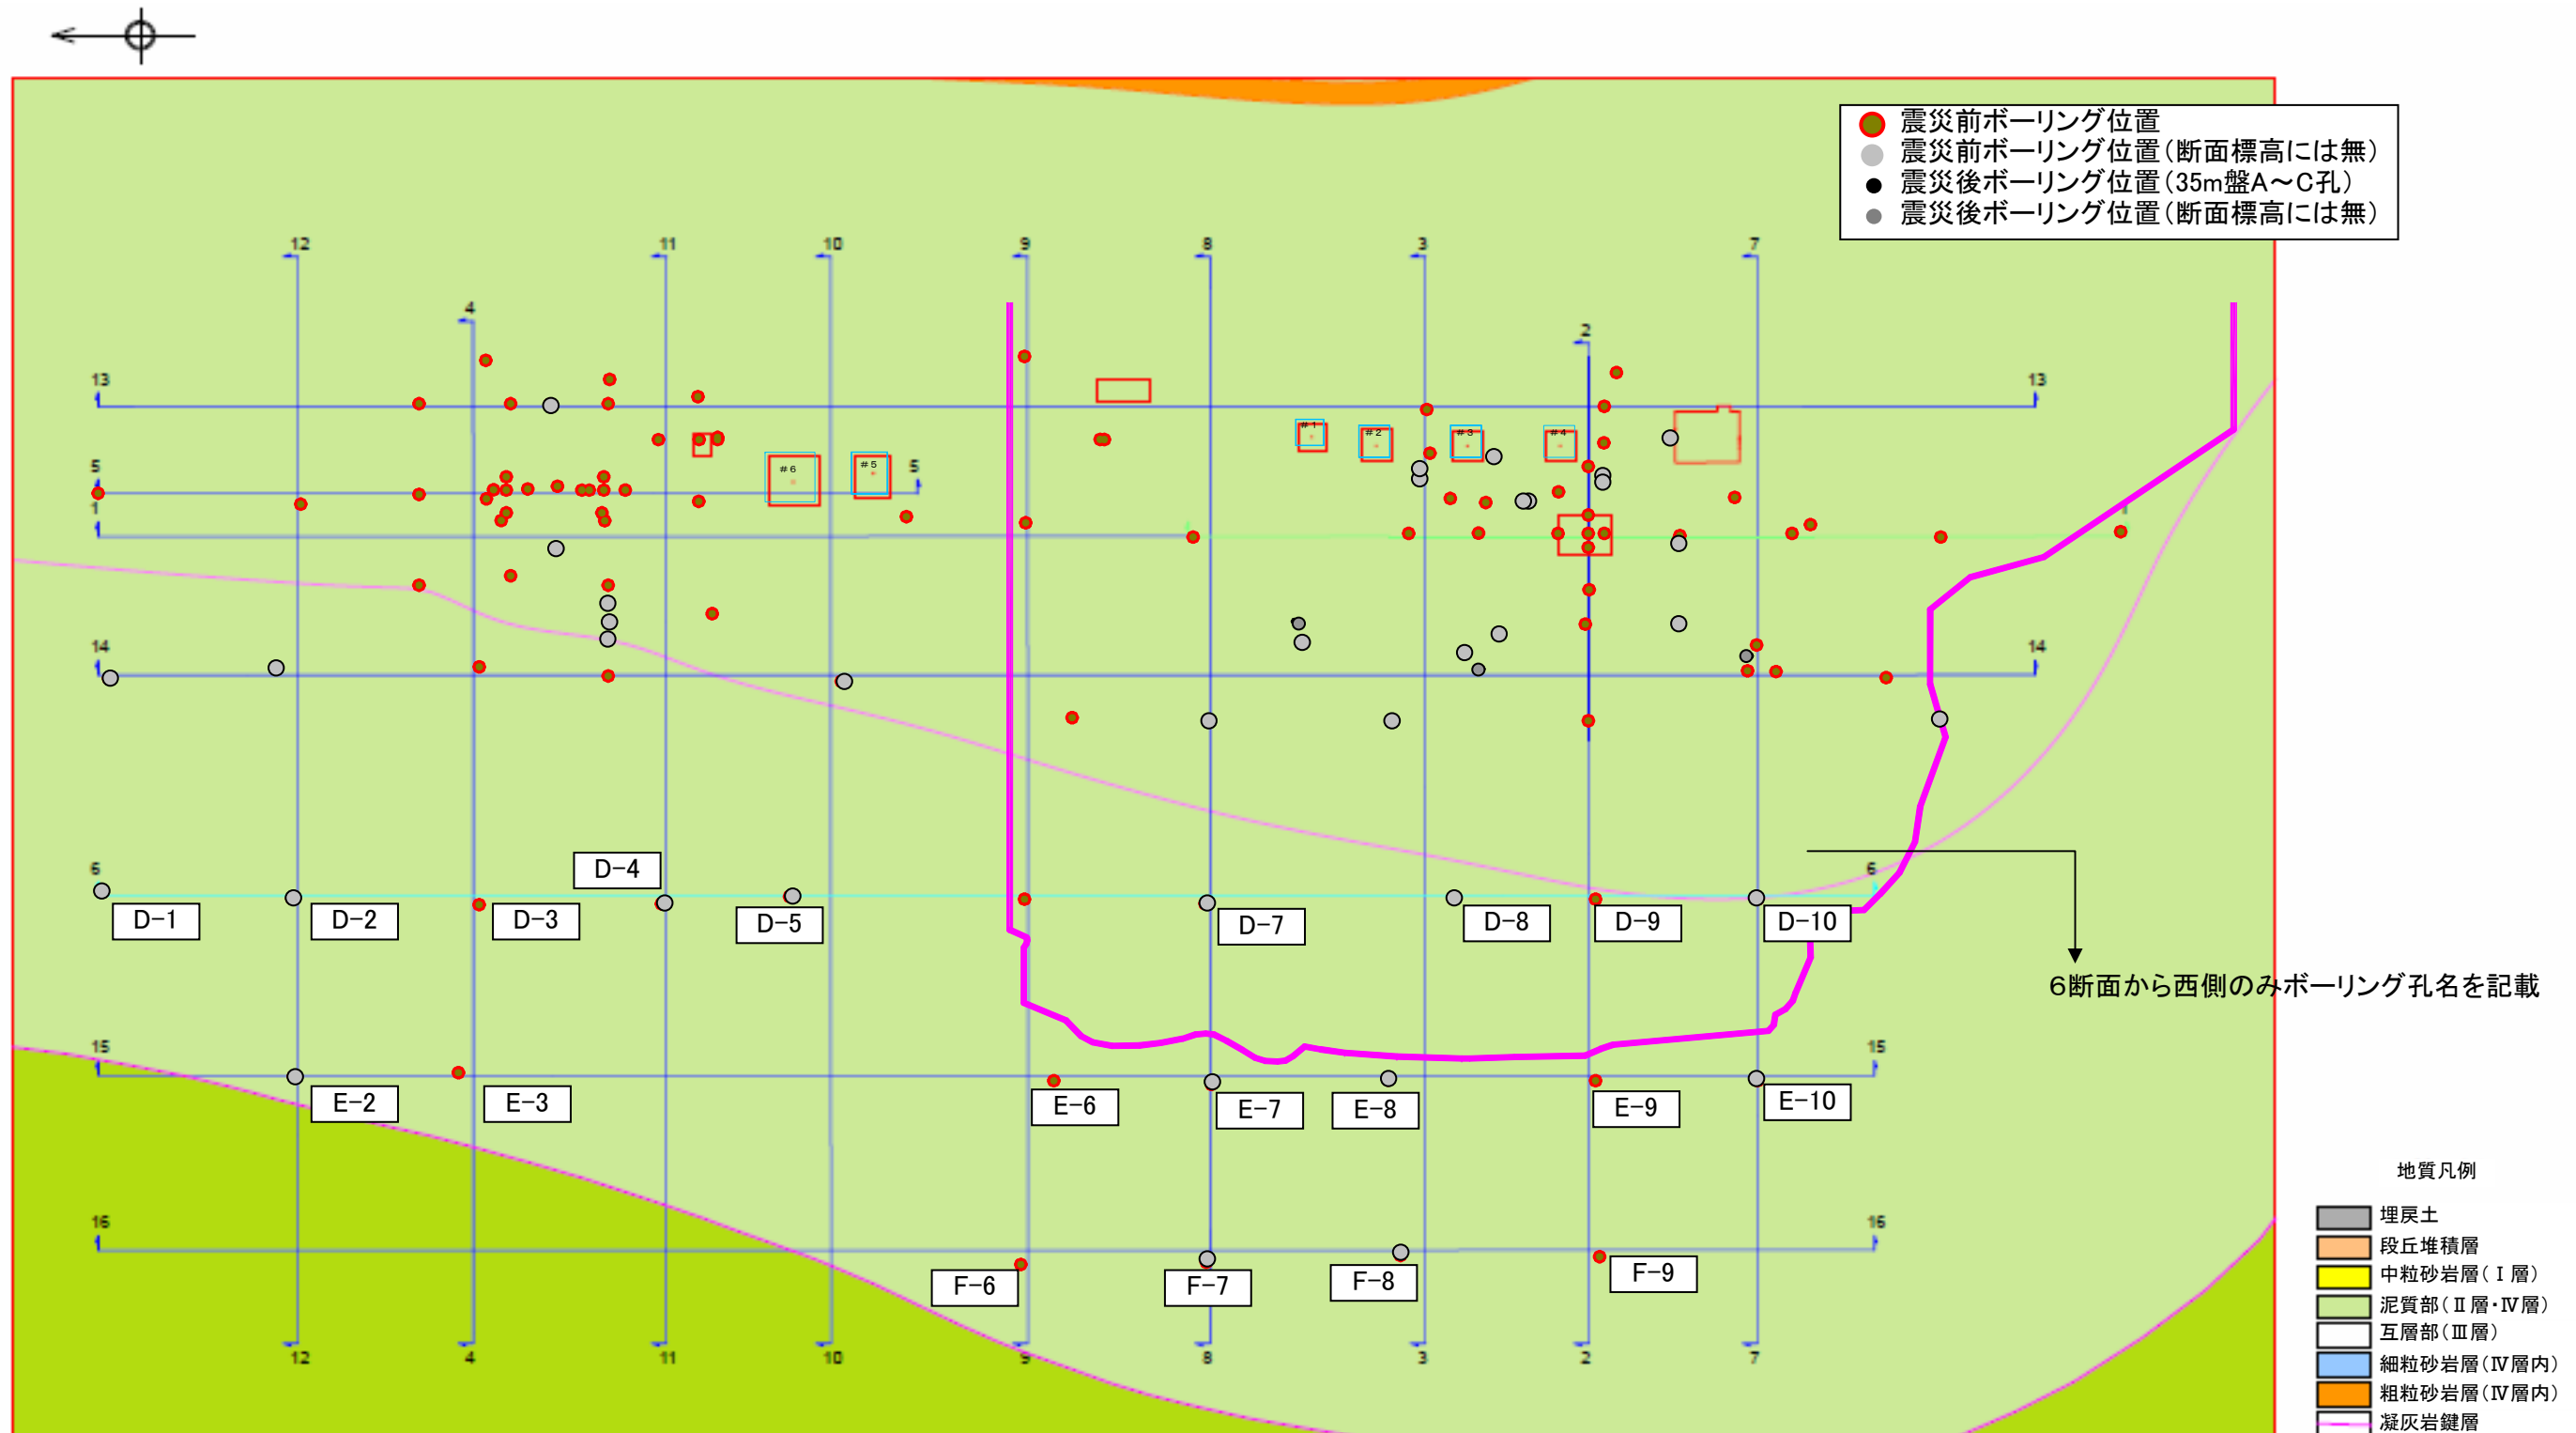 震災前ボーリング位置
震災前ボーリング位置（断面標高には無）
震災後ボーリング位置（35m盤A～C孔）
震災後ボーリング位置（断面標高には無）
12 11 10 9 8 3 7
4
2
13 13
#1 #2 #3 #4
5 #6 #5 5
1
14 14
6 D-4 6
D-1 D-2 D-3 D-5 D-7 D-8 D-9 D-10
6断面から西側のみボーリング孔名を記載
15 15
E-2 E-3 E-6 E-7 E-8 E-9 E-10
16 16
F-6 F-7 F-8 F-9
12 4 11 10 9 8 3 2 7
地質凡例
埋戻土
段丘堆積層
中粒砂岩層（Ⅰ層）
泥質部（Ⅱ層・Ⅳ層）
互層部（Ⅲ層）
細粒砂岩層（Ⅳ層内）
粗粒砂岩層（Ⅳ層内）
凝灰岩鍵層